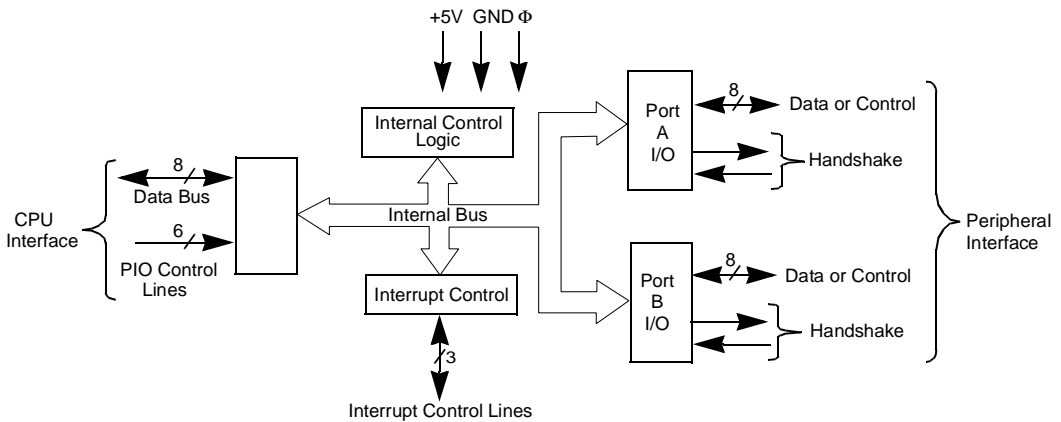 +5V GND Φ
Internal Control
Logic
8
Data Bus
CPU
Interface
6
PIO Control
Lines
Internal Bus
Interrupt Control
3
Interrupt Control Lines
Port
A
I/O
8
Data or Control
Handshake
Port
B
I/O
8
Data or Control
Handshake
Peripheral
Interface